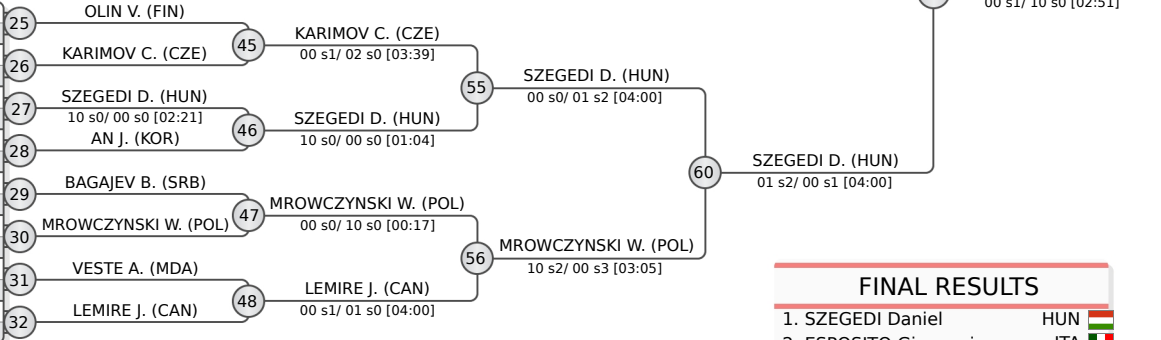 00 s1/ 10 s0 [02:51]
OLIN V. (FIN)
25
KARIMOV C. (CZE)
45
00 s1/ 02 s0 [03:39]
KARIMOV C. (CZE)
26
SZEGEDI D. (HUN)
55
00 s0/ 01 s2 [04:00]
SZEGEDI D. (HUN)
27
10 s0/ 00 s0 [02:21]
SZEGEDI D. (HUN)
46
10 s0/ 00 s0 [01:04]
AN J. (KOR)
28
SZEGEDI D. (HUN)
60
01 s2/ 00 s1 [04:00]
BAGAJEV B. (SRB)
29
MROWCZYNSKI W. (POL)
47
00 s0/ 10 s0 [00:17]
MROWCZYNSKI W. (POL)
30
MROWCZYNSKI W. (POL)
56
10 s2/ 00 s3 [03:05]
VESTE A. (MDA)
31
LEMIRE J. (CAN)
48
00 s1/ 01 s0 [04:00]
LEMIRE J. (CAN)
32
FINAL RESULTS
1. SZEGEDI Daniel HUN